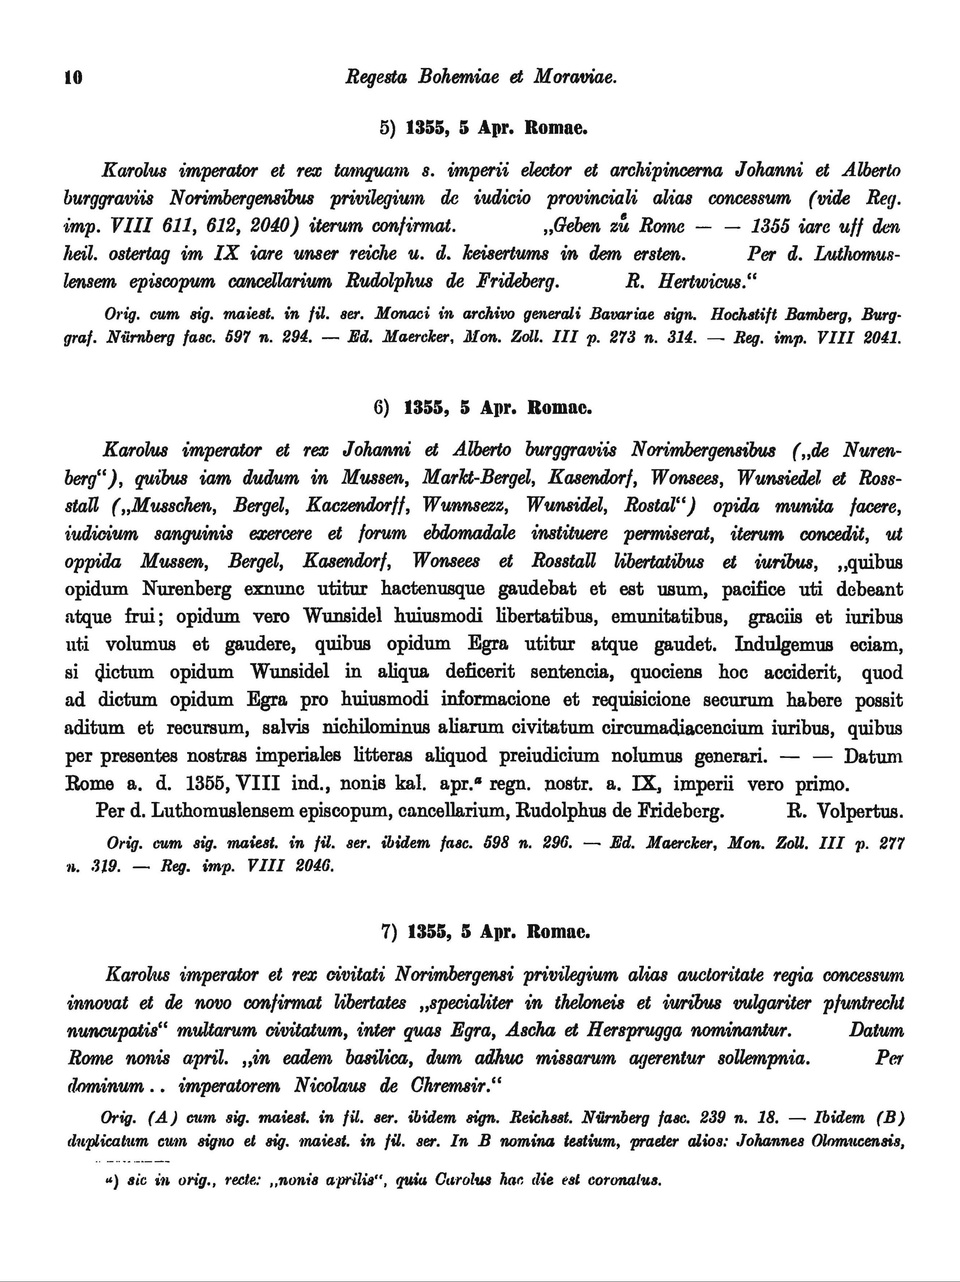 10 Regesta Bohemiae et Moraviae.
5) 1355, 5 Apr. Romae.
Karolus imperator et rex tamquam s. imperii elector et archipincerna Johanni et Alberto
burggraviis Norimbergensibus privilegium de iudicio provinciali alias concessum (vide Reg.
imp. VIII 611, 612, 2040) iterum confirmat. „Geben zuͤ Rome — — 1355 iare uff den
heil. ostertag im IX iare unser reiche u. d. keisertums in dem ersten. Per d. Luthomus-
lensem episcopum cancellarium Rudolphus de Frideberg. R. Hertwicus.“
Orig. cum sig. maiest. in fil. ser. Monaci in archivo generali Bavariae sign. Hochstift Bamberg, Burg-
graf. Nürnberg fasc. 597 n. 294. — Ed. Maercker, Mon. Zoll. III p. 273 n. 314. — Reg. imp. VIII 2041.
6) 1355, 5 Apr. Romae.
Karolus imperator et rex Johanni et Alberto burggraviis Norimbergensibus („de Nuren-
berg“), quibus iam dudum in Mussen, Markt-Bergel, Kasendorf, Wonsees, Wunsiedel et Ross-
stall („Musschen, Bergel, Kaczendorff, Wunnsezz, Wunsidel, Rostal“) opida munita facere,
iudicium sanguinis exercere et forum ebdomadale instituere permiserat, iterum concedit, ut
oppida Mussen, Bergel, Kasendorf, Wonsees et Rosstall libertatibus et iuribus, „quibus
opidum Nurenberg exnunc utitur hactenusque gaudebat et est usum, pacifice uti debeant
atque frui; opidum vero Wunsidel huiusmodi libertatibus, emunitatibus, graciis et iuribus
uti volumus et gaudere, quibus opidum Egra utitur atque gaudet. Indulgemus eciam,
si dictum opidum Wunsidel in aliqua deficerit sentencia, quociens hoc acciderit, quod
ad dictum opidum Egra pro huiusmodi informacione et requisicione securum habere possit
aditum et recursum, salvis nichilominus aliarum civitatum circumadiacencium iuribus, quibus
per presentes nostras imperiales litteras aliquod preiudicium nolumus generari. — — Datum
Rome a. d. 1355, VIII ind., nonis kal. apr.ᵃ regn. nostr. a. IX, imperii vero primo.
Per d. Luthomuslensem episcopum, cancellarium, Rudolphus de Frideberg. R. Volpertus.
Orig. cum sig. maiest. in fil. ser. ibidem fasc. 598 n. 296. — Ed. Maercker, Mon. Zoll. III p. 277
n. 319. — Reg. imp. VIII 2046.
7) 1355, 5 Apr. Romae.
Karolus imperator et rex civitati Norimbergensi privilegium alias auctoritate regia concessum
innovat et de novo confirmat libertates „specialiter in theloneis et iuribus vulgariter pfuntrecht
nuncupatis“ multarum civitatum, inter quas Egra, Ascha et Hersprugga nominantur. Datum
Rome nonis april. „in eadem basilica, dum adhuc missarum agerentur sollempnia. Per
dominum . . imperatorem Nicolaus de Chremsir.“
Orig. (A) cum sig. maiest. in fil. ser. ibidem sign. Reichsst. Nürnberg fasc. 239 n. 18. — Ibidem (B)
duplicatum cum signo et sig. maiest. in fil. ser. In B nomina testium, praeter alios: Johannes Olomucensis,
ᵃ) sic in orig., recte: „nonis aprilis“, quia Carolus hac die est coronatus.